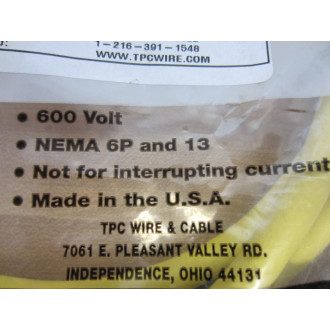 1-216-391-1548
WWW.TPCWIRE.COM
• 600 Volt
• NEMA 6P and 13
• Not for interrupting current
• Made in the U.S.A.
TPC WIRE & CABLE
7061 E. PLEASANT VALLEY RD.
INDEPENDENCE, OHIO 44131